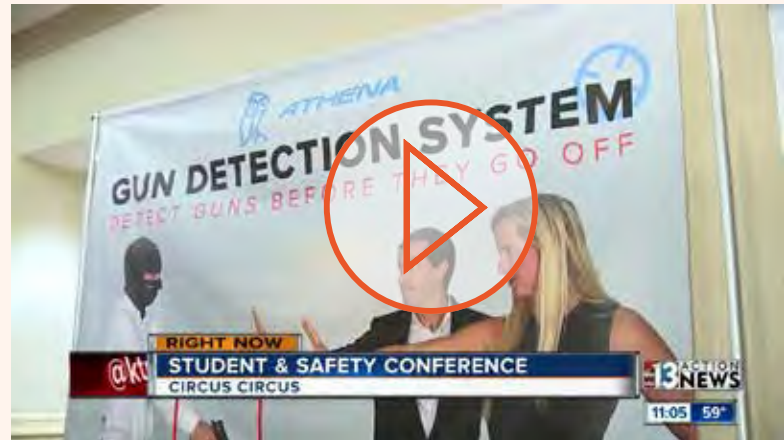 ATHENA
GUN DETECTION SYSTEM
DETECT GUNS BEFORE THEY GO OFF
RIGHT NOW
@kt
STUDENT & SAFETY CONFERENCE
CIRCUS CIRCUS
13 ACTION NEWS
11:05 59°